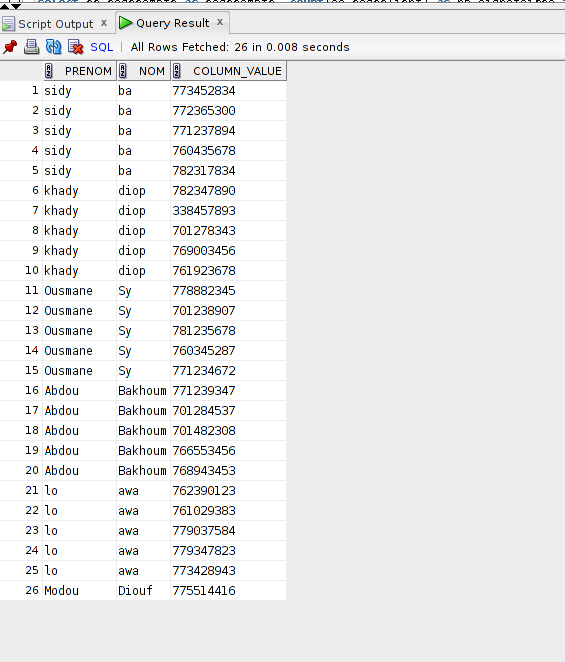 Script Output x Query Result x
SQL | All Rows Fetched: 26 in 0.008 seconds
PRENOM NOM COLUMN_VALUE
1 sidy ba 773452834
2 sidy ba 772365300
3 sidy ba 771237894
4 sidy ba 760435678
5 sidy ba 782317834
6 khady diop 782347890
7 khady diop 338457893
8 khady diop 701278343
9 khady diop 769003456
10 khady diop 761923678
11 Ousmane Sy 778882345
12 Ousmane Sy 701238907
13 Ousmane Sy 781235678
14 Ousmane Sy 760345287
15 Ousmane Sy 771234672
16 Abdou Bakhoum 771239347
17 Abdou Bakhoum 701284537
18 Abdou Bakhoum 701482308
19 Abdou Bakhoum 766553456
20 Abdou Bakhoum 768943453
21 lo awa 762390123
22 lo awa 761029383
23 lo awa 779037584
24 lo awa 779347823
25 lo awa 773428943
26 Modou Diouf 775514416